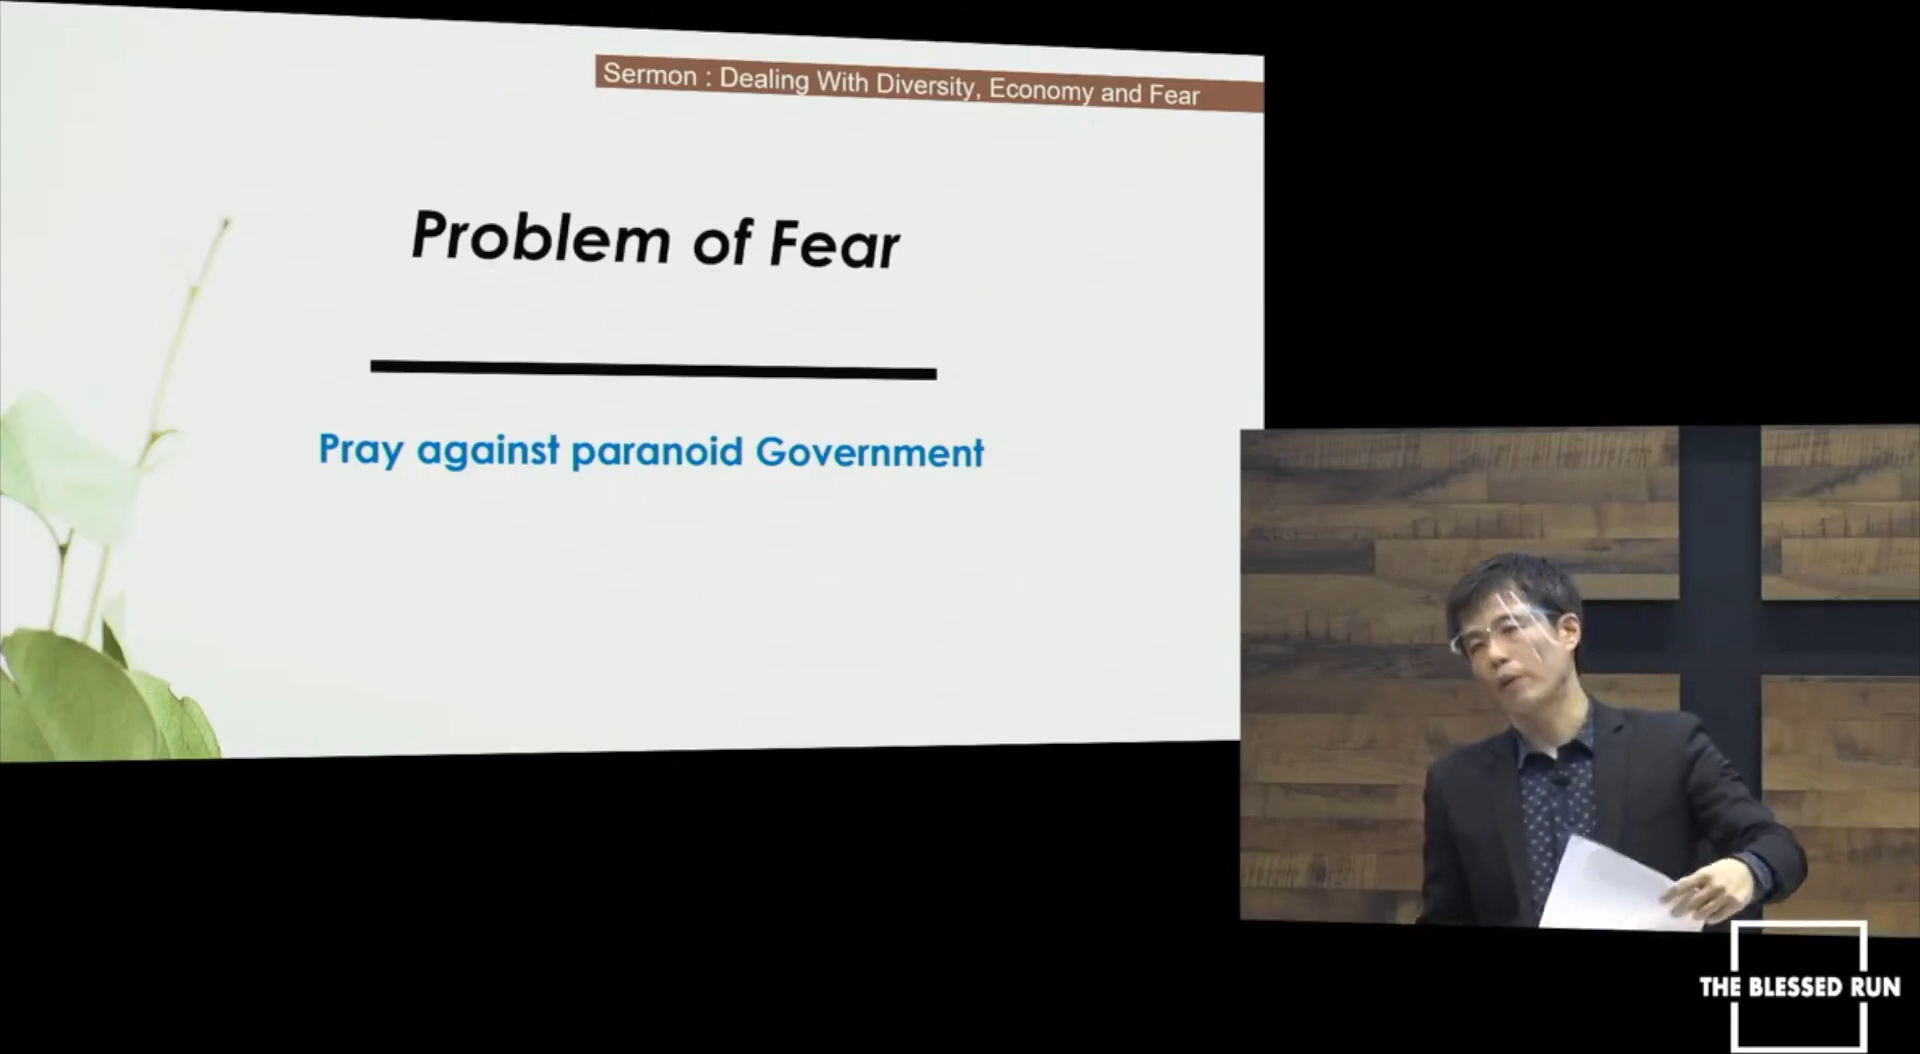 Sermon : Dealing With Diversity, Economy and Fear
Problem of Fear
Pray against paranoid Government
THE BLESSED RUN